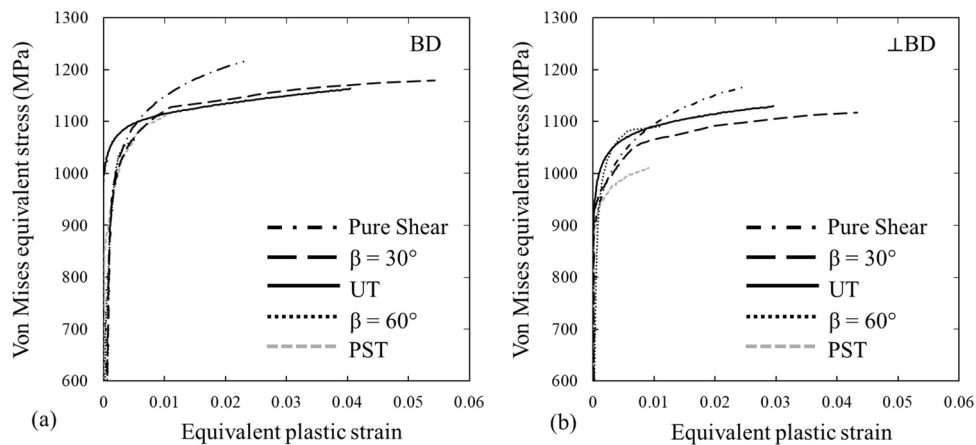 1300
1200
1100
1000
900
800
700
600
0
0.01
0.02
0.03
0.04
0.05
0.06
Von Mises equivalent stress (MPa)
Equivalent plastic strain
BD
Pure Shear
β = 30°
UT
β = 60°
PST
(a)
1300
1200
1100
1000
900
800
700
600
0
0.01
0.02
0.03
0.04
0.05
0.06
Von Mises equivalent stress (MPa)
Equivalent plastic strain
⊥BD
Pure Shear
β = 30°
UT
β = 60°
PST
(b)